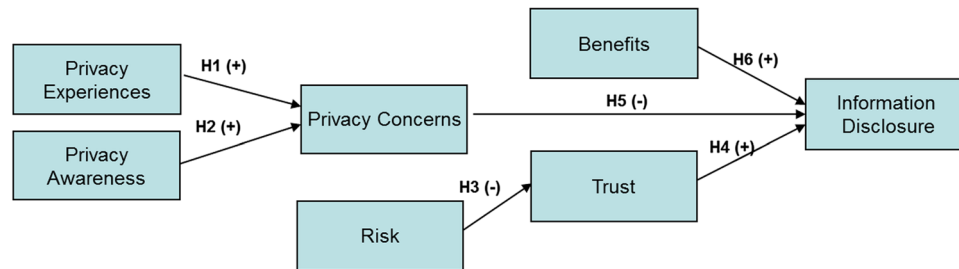 Privacy
Experiences
H1 (+)
Privacy
Awareness
H2 (+)
Privacy Concerns
Benefits
H6 (+)
H5 (-)
Information
Disclosure
H4 (+)
Trust
H3 (-)
Risk